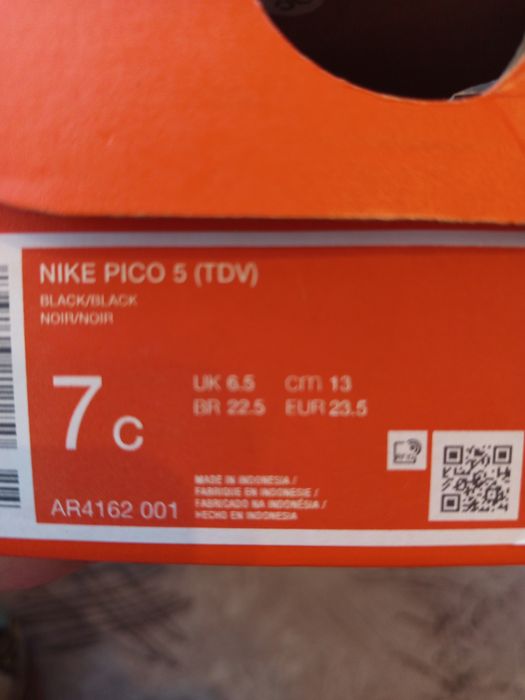 NIKE PICO 5 (TDV)
BLACK/BLACK
NOIR/NOIR
7c
UK 6.5 cm 13
BR 22.5 EUR 23.5
AR4162 001
MADE IN INDONESIA /
FABRIQUE EN INDONESIE /
FABRICADO NA INDONÉSIA /
HECHO EN INDONESIA